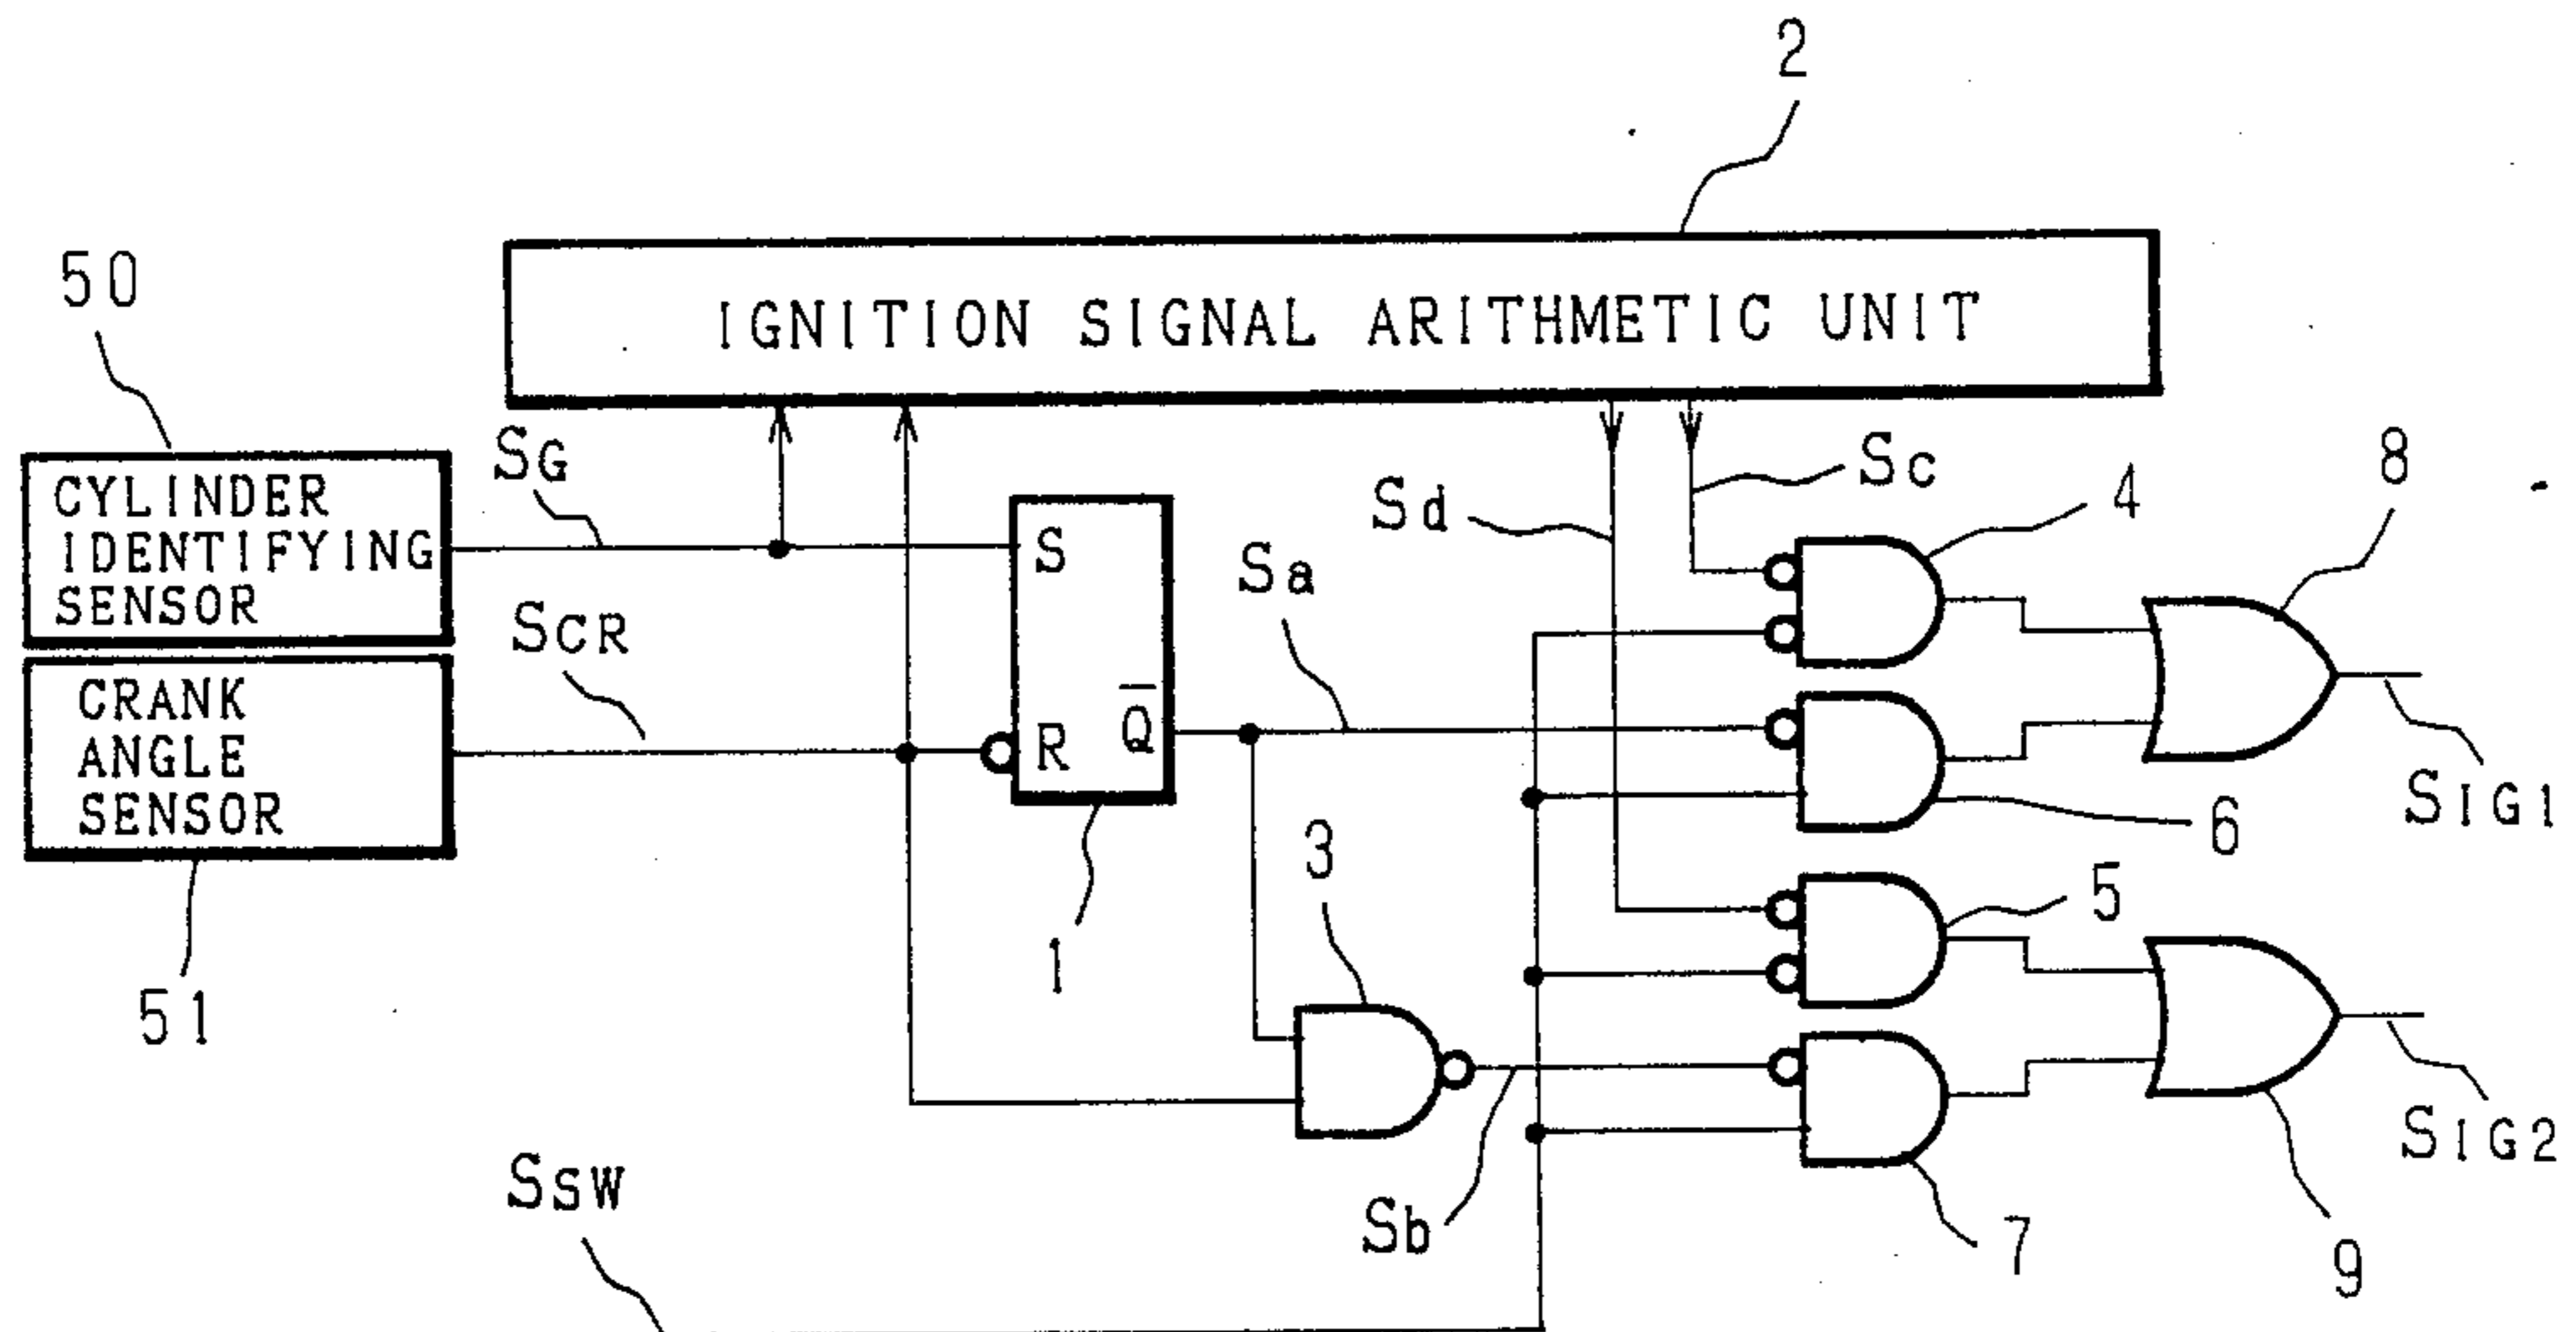 2
IGNITION SIGNAL ARITHMETIC UNIT
50
CYLINDER
IDENTIFYING
SENSOR
SG
CRANK
ANGLE
SENSOR
51
SCR
S
R
Q̅
1
Sa
Sd
Sc
4
8
6
SIG1
3
5
Sb
7
9
SIG2
SSW